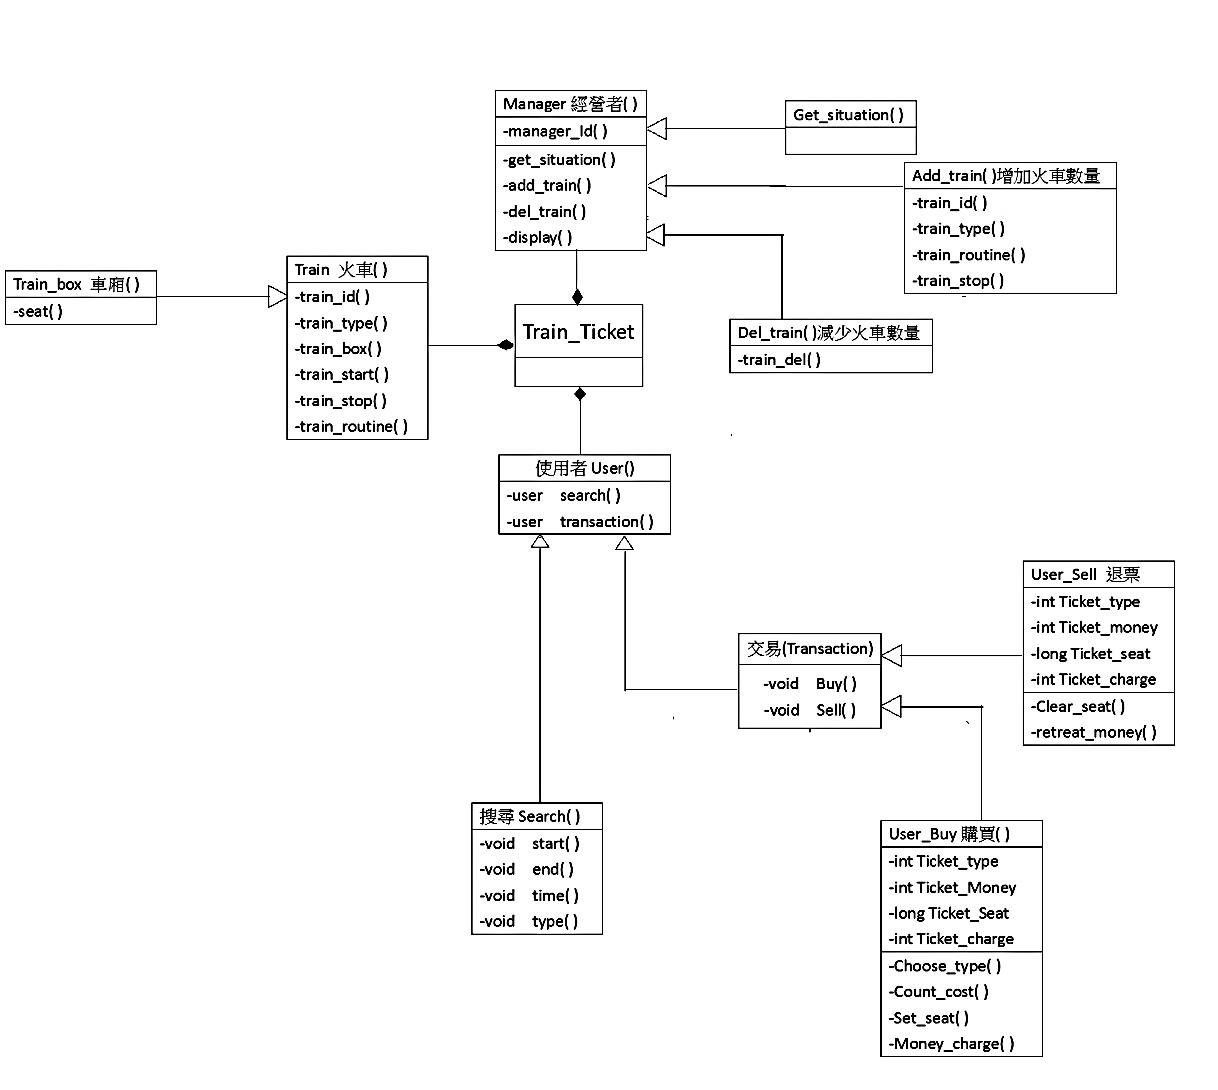 Manager 經營者( )
-manager_Id( )
-get_situation( )
-add_train( )
-del_train( )
-display( )
Get_situation( )
Add_train( )增加火車數量
-train_id( )
-train_type( )
-train_routine( )
-train_stop( )
Train 火車( )
-train_id( )
-train_type( )
-train_box( )
-train_start( )
-train_stop( )
-train_routine( )
Train_box 車廂( )
-seat( )
Train_Ticket
Del_train( )減少火車數量
-train_del( )
使用者 User()
-user search( )
-user transaction( )
User_Sell 退票
-int Ticket_type
-int Ticket_money
-long Ticket_seat
-int Ticket_charge
-Clear_seat( )
-retreat_money( )
交易(Transaction)
-void Buy( )
-void Sell( )
搜尋 Search( )
-void start( )
-void end( )
-void time( )
-void type( )
User_Buy 購買( )
-int Ticket_type
-int Ticket_Money
-long Ticket_Seat
-int Ticket_charge
-Choose_type( )
-Count_cost( )
-Set_seat( )
-Money_charge( )